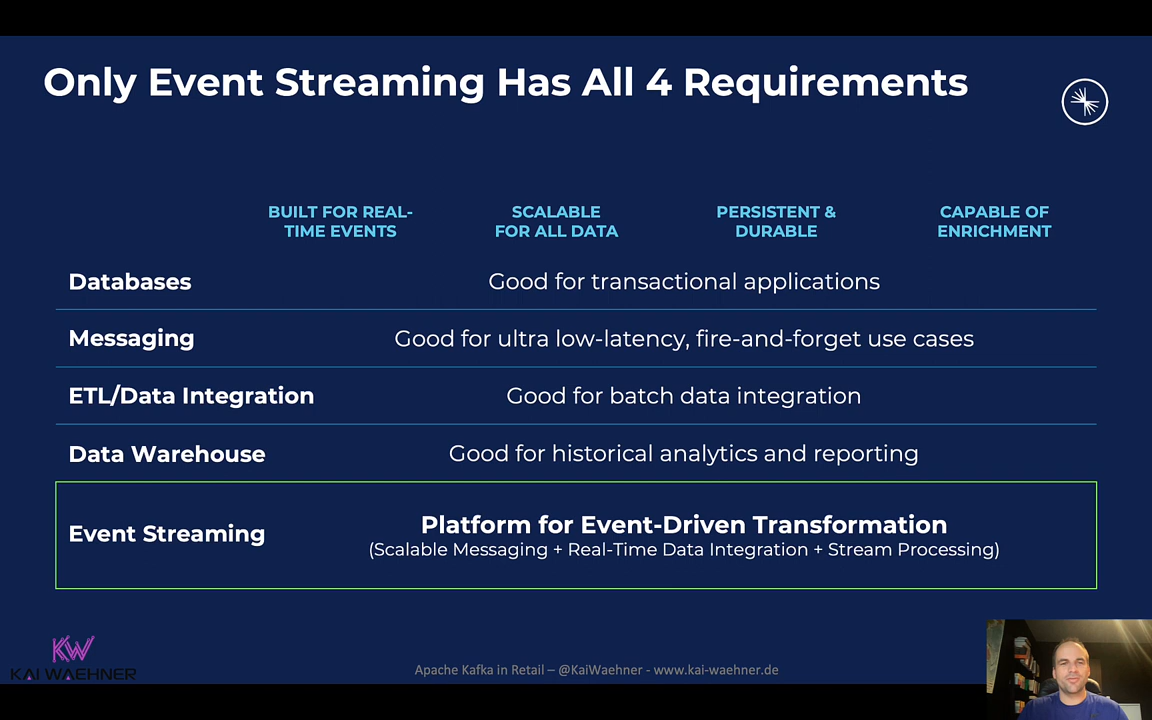 Only Event Streaming Has All 4 Requirements
BUILT FOR REAL-
TIME EVENTS
SCALABLE
FOR ALL DATA
PERSISTENT &
DURABLE
CAPABLE OF
ENRICHMENT
Databases
Good for transactional applications
Messaging
Good for ultra low-latency, fire-and-forget use cases
ETL/Data Integration
Good for batch data integration
Data Warehouse
Good for historical analytics and reporting
Event Streaming
Platform for Event-Driven Transformation
(Scalable Messaging + Real-Time Data Integration + Stream Processing)
KW
KAI WAEHNER
Apache Kafka in Retail – @KaiWaehner - www.kai-waehner.de